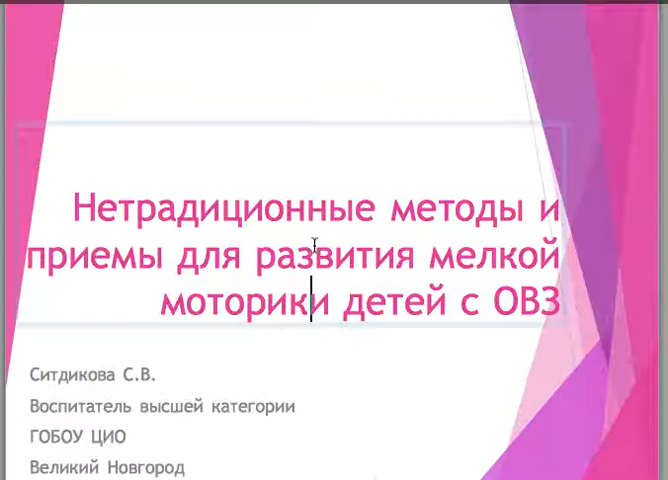 Нетрадиционные методы и
приемы для развития мелкой
моторики детей с ОВЗ
Ситдикова С.В.
Воспитатель высшей категории
ГОБОУ ЦИО
Великий Новгород